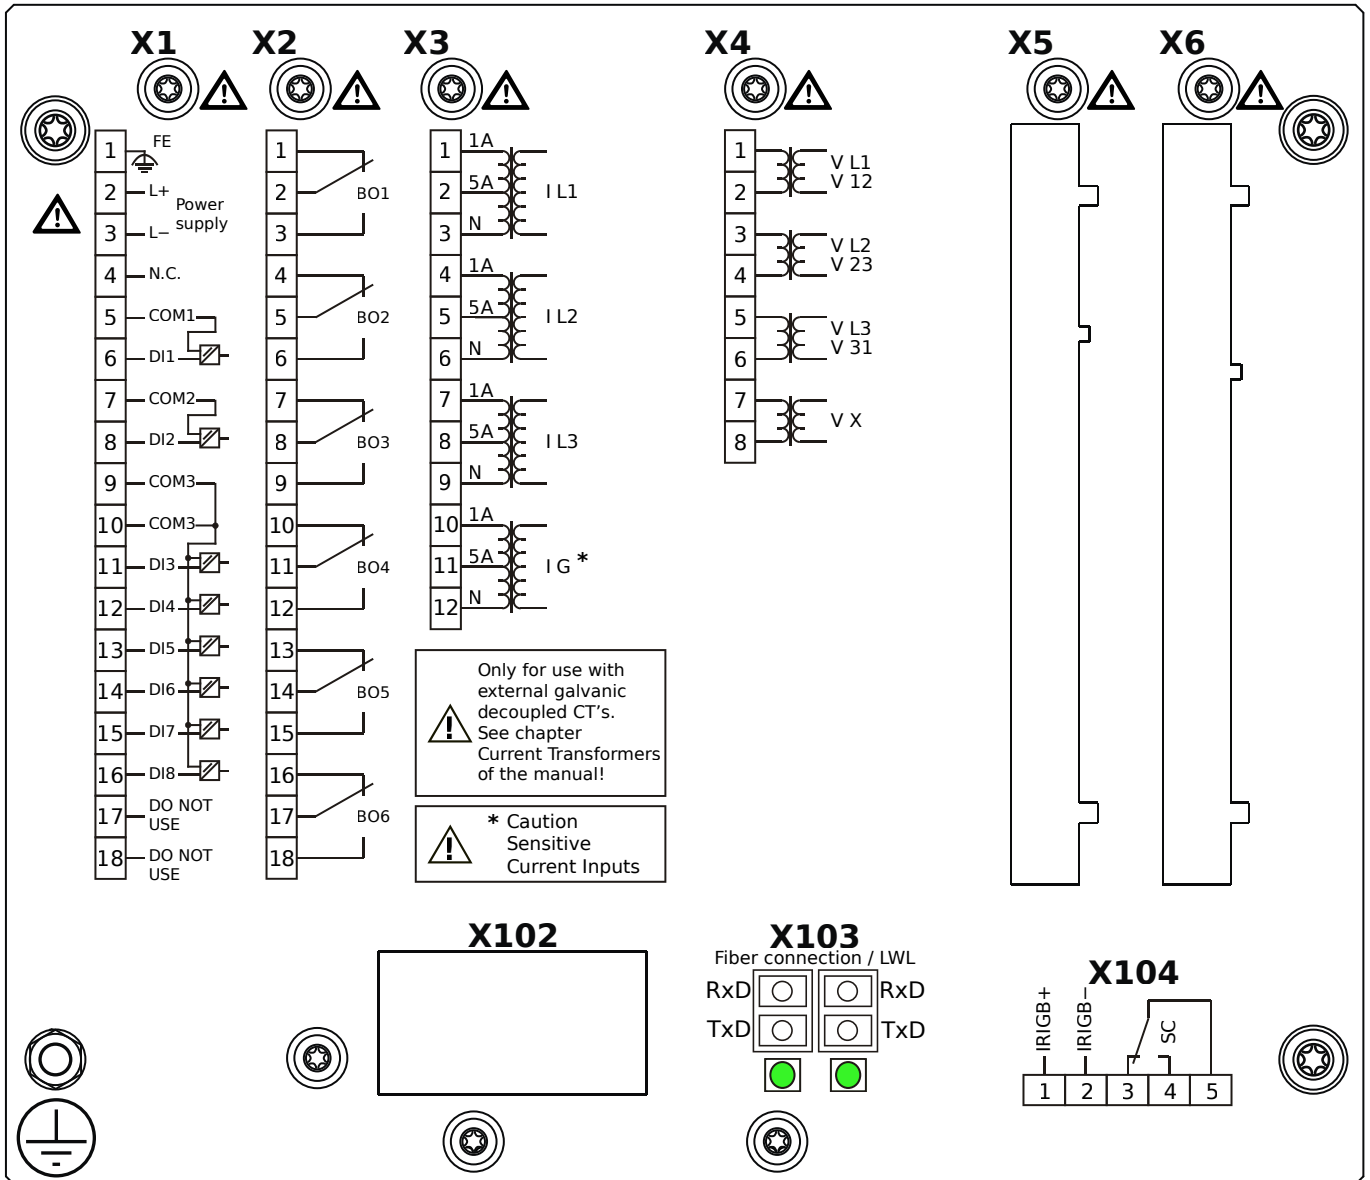 X1 X2 X3 X4 X5 X6
1 FE
2 L+
Power
supply
3 L−
4 N.C.
5 COM1
6 DI1
7 COM2
8 DI2
9 COM3
10 COM3
11 DI3
12 DI4
13 DI5
14 DI6
15 DI7
16 DI8
17 DO NOT
USE
18 DO NOT
USE
1
2 BO1
3
4
5 BO2
6
7
8 BO3
9
10
11 BO4
12
13
14 BO5
15
16
17 BO6
18
1 1A
2 5A I L1
3 N
4 1A
5 5A I L2
6 N
7 1A
8 5A I L3
9 N
10 1A
11 5A I G *
12 N
Only for use with
external galvanic
decoupled CT's.
See chapter
Current Transformers
of the manual!
* Caution
Sensitive
Current Inputs
1 V L1
2 V 12
3 V L2
4 V 23
5 V L3
6 V 31
7 V X
8
X102
X103
Fiber connection / LWL
RxD RxD
TxD TxD
X104
IRIGB+ IRIGB− SC
1 2 3 4 5